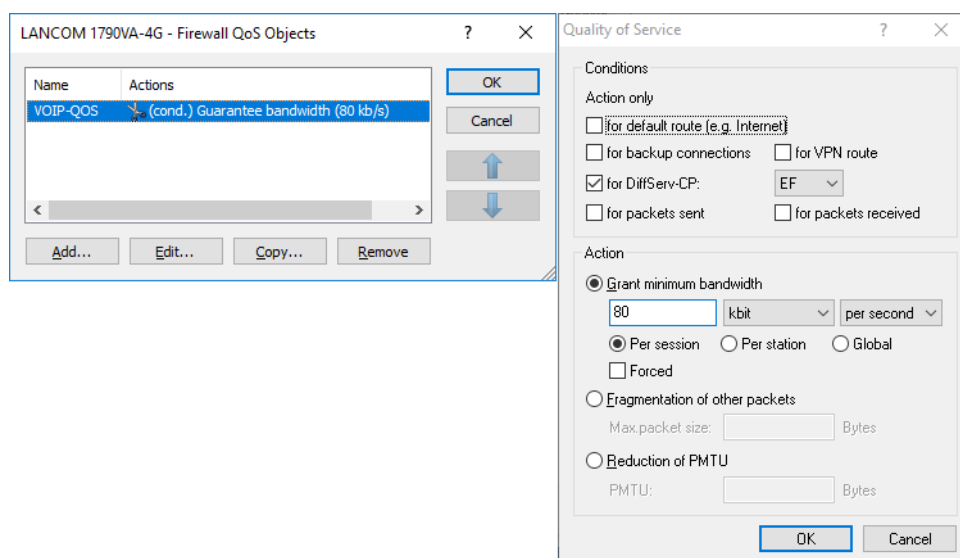 LANCOM 1790VA-4G - Firewall QoS Objects
Name Actions
VOIP-QOS (cond.) Guarantee bandwidth (80 kb/s)
OK
Cancel
Add... Edit... Copy... Remove
Quality of Service
Conditions
Action only
for default route (e.g. Internet)
for backup connections for VPN route
for DiffServ-CP: EF
for packets sent for packets received
Action
Grant minimum bandwidth
80 kbit per second
Per session Per station Global
Forced
Fragmentation of other packets
Max.packet size: Bytes
Reduction of PMTU
PMTU: Bytes
OK Cancel